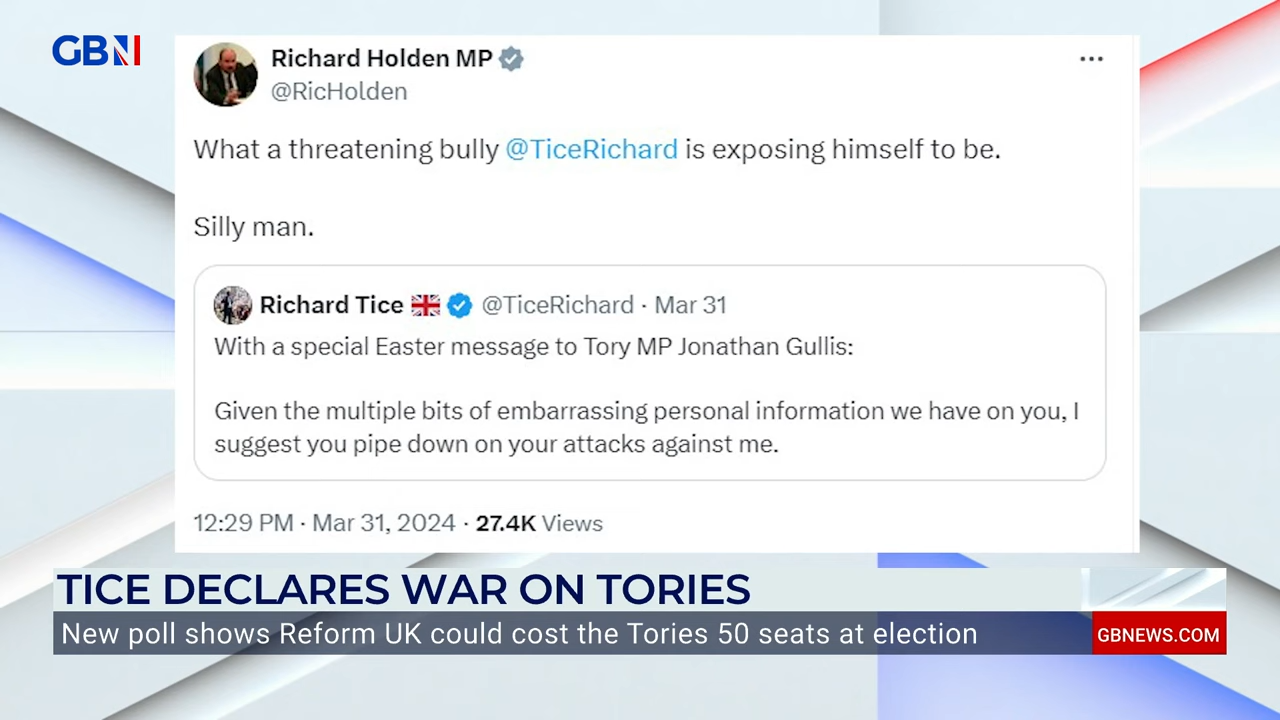 GBN
Richard Holden MP
@RicHolden
What a threatening bully @TiceRichard is exposing himself to be.
Silly man.
Richard Tice 🇬🇧 @TiceRichard · Mar 31
With a special Easter message to Tory MP Jonathan Gullis:
Given the multiple bits of embarrassing personal information we have on you, I
suggest you pipe down on your attacks against me.
12:29 PM · Mar 31, 2024 · 27.4K Views
TICE DECLARES WAR ON TORIES
New poll shows Reform UK could cost the Tories 50 seats at election
GBNEWS.COM